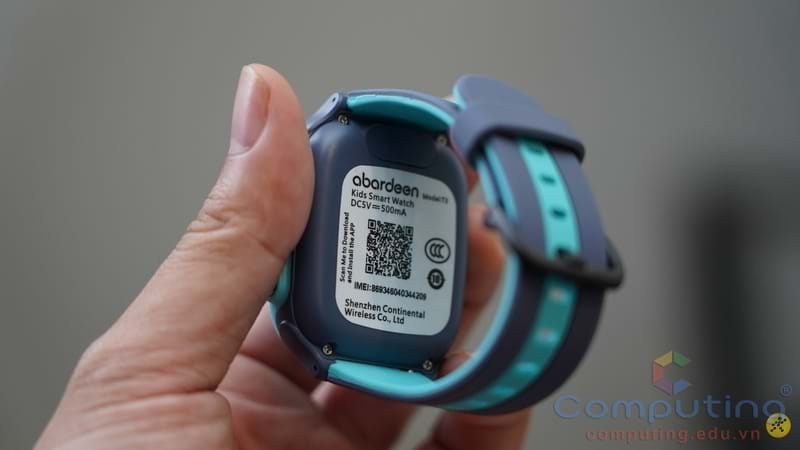 abardeen Model:T3
Kids Smart Watch
DC5V⎓500mA
Scan Me to Download
and Install the APP
IMEI:869346040344209
Shenzhen Continental
Wireless Co., Ltd
Computing®
computing.edu.vn